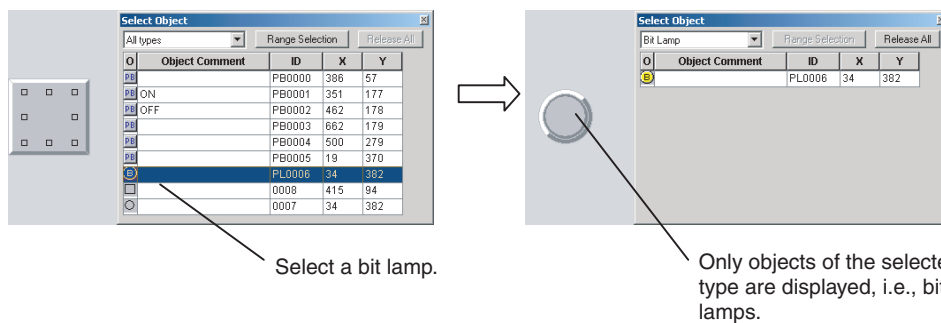 Select Object
All types Range Selection Release All
O Object Comment ID X Y
PB PB0000 386 57
PB ON PB0001 351 177
PB OFF PB0002 462 178
PB PB0003 662 179
PB PB0004 500 279
PB PB0005 19 370
B PL0006 34 382
0008 415 94
0007 34 382
Select a bit lamp.
Select Object
Bit Lamp Range Selection Release All
O Object Comment ID X Y
B PL0006 34 382
Only objects of the selecte
type are displayed, i.e., bit
lamps.